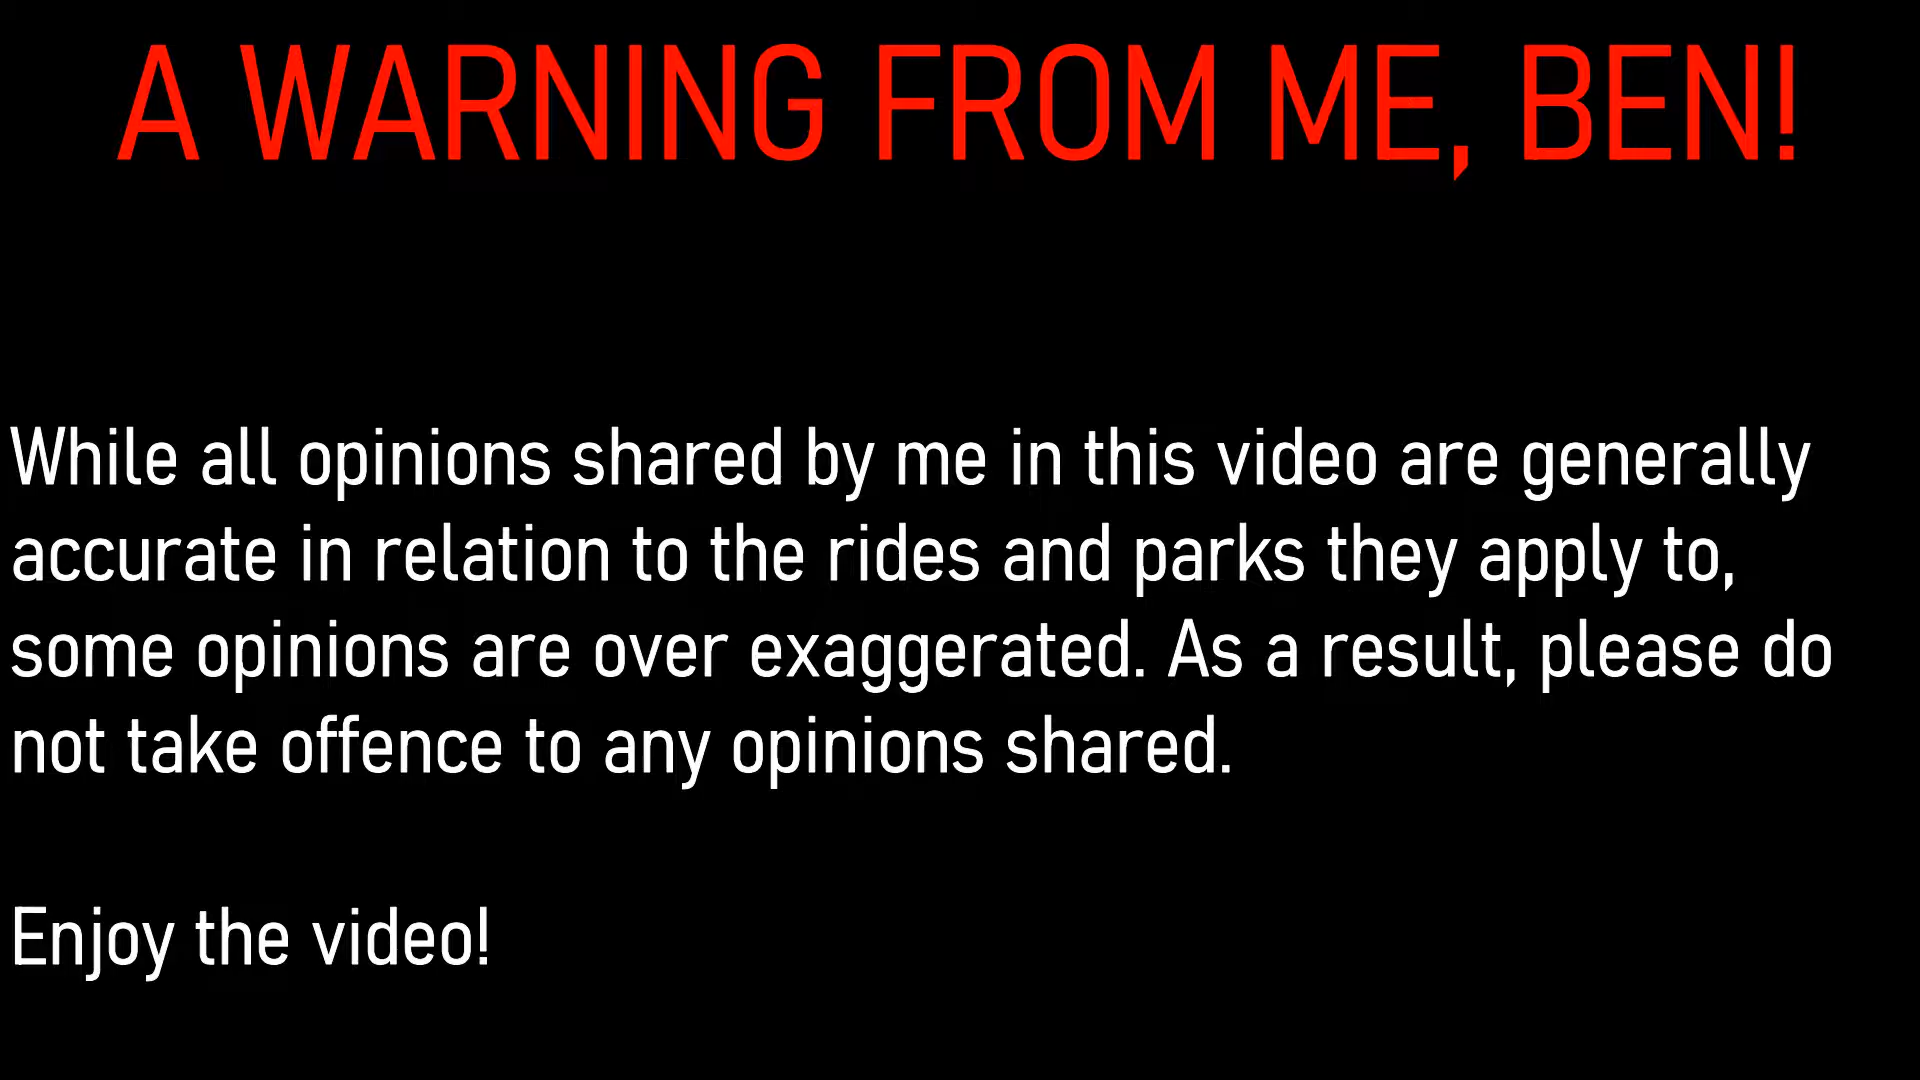 A WARNING FROM ME, BEN!
While all opinions shared by me in this video are generally
accurate in relation to the rides and parks they apply to,
some opinions are over exaggerated. As a result, please do
not take offence to any opinions shared.
Enjoy the video!